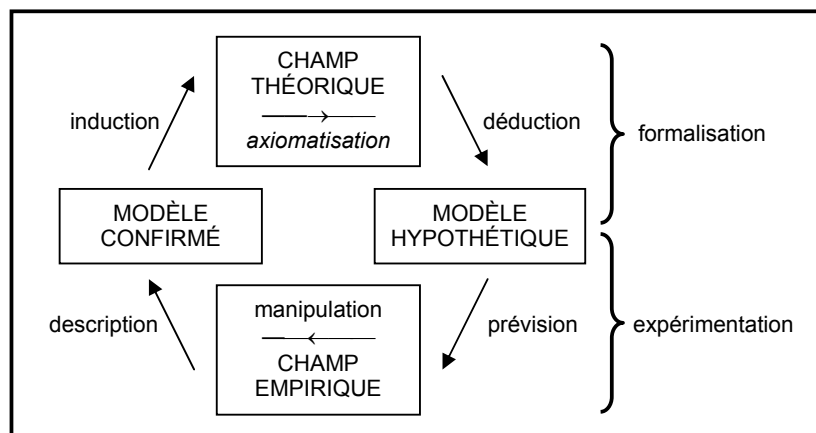 CHAMP
THÉORIQUE
axiomatisation
induction
déduction
formalisation
MODÈLE
CONFIRMÉ
MODÈLE
HYPOTHÉTIQUE
manipulation
CHAMP
EMPIRIQUE
description
prévision
expérimentation